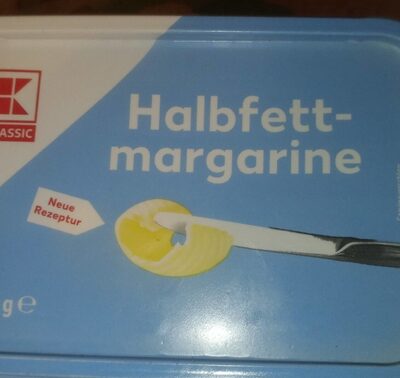 K
ASSIC
Halbfett-
margarine
Neue
Rezeptur
g e